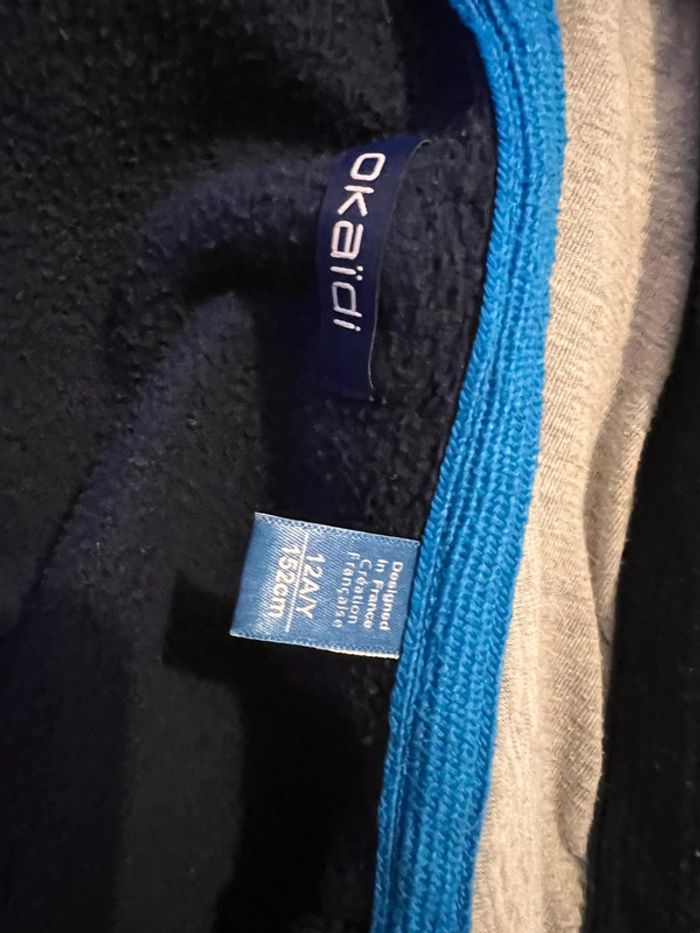 okaïdi
Designed
In France
Création
Française
12A/Y
152cm